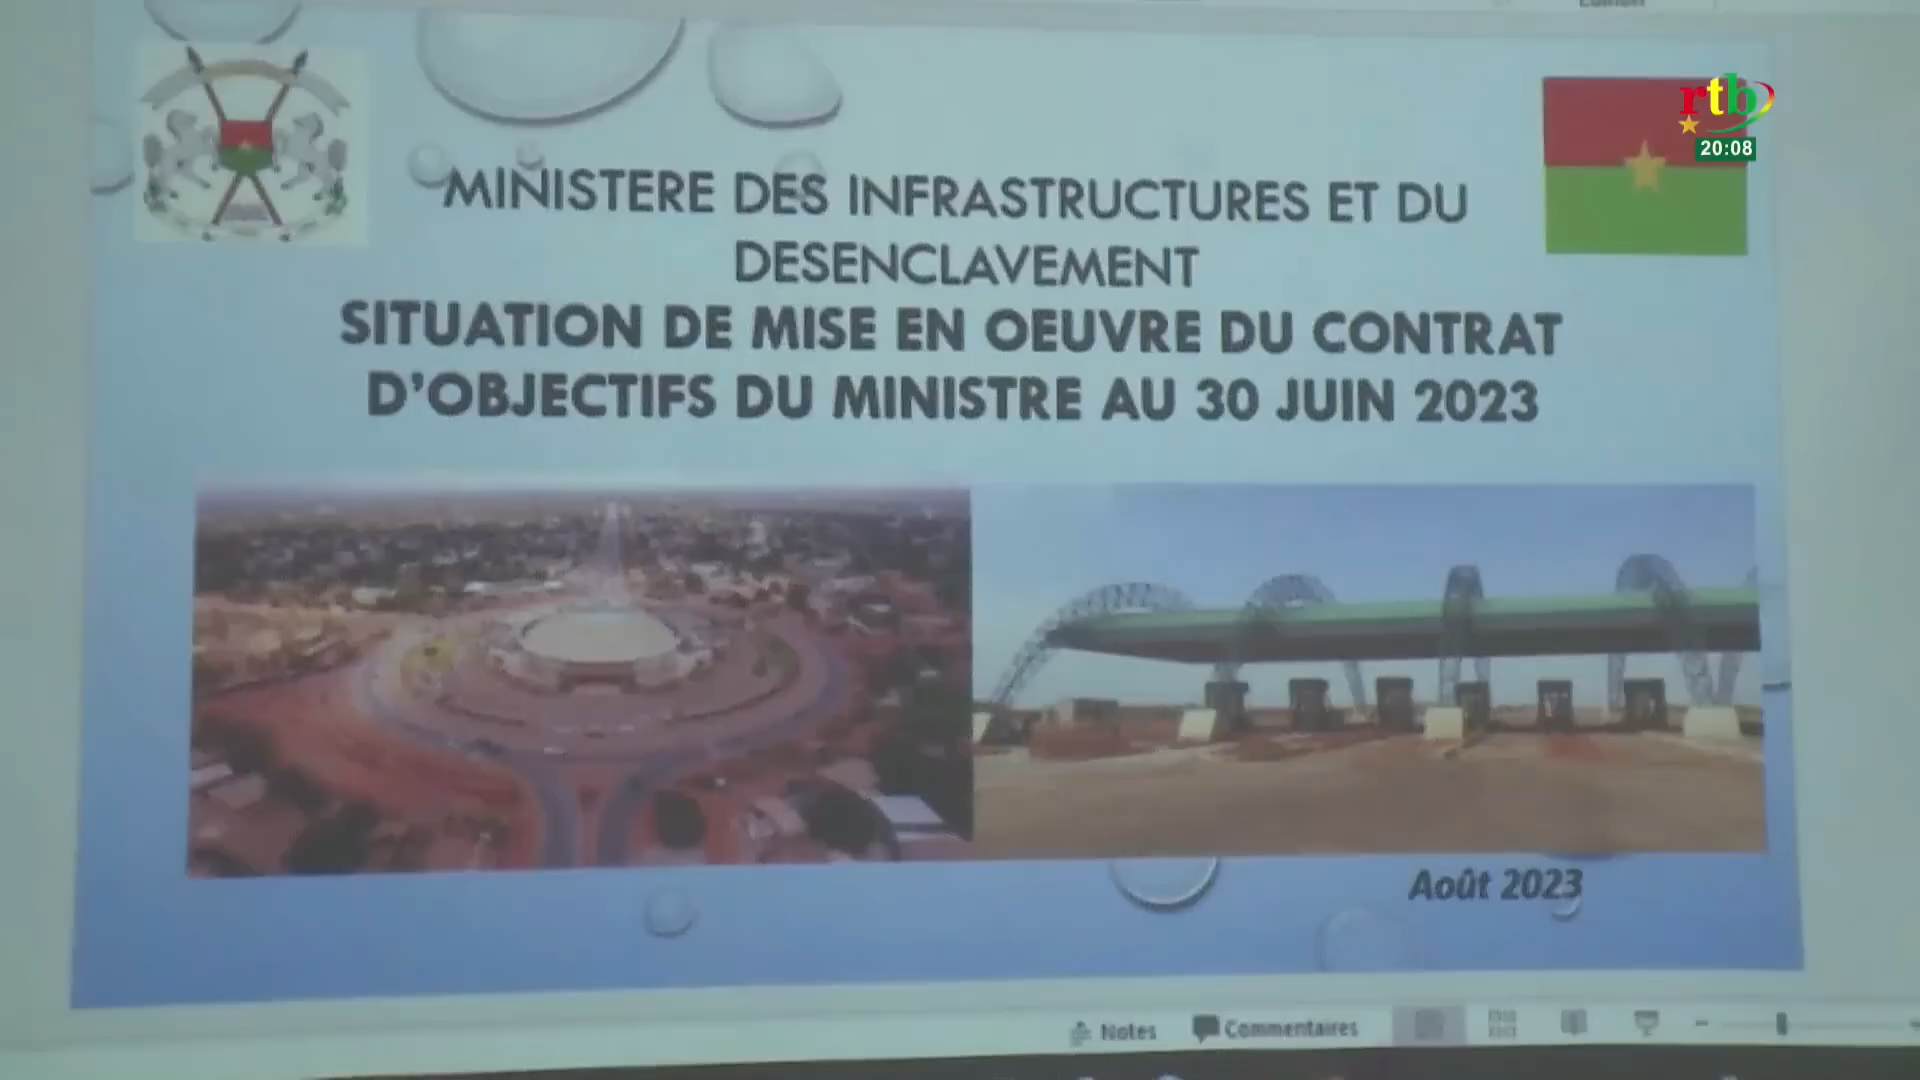 rtb
20:08
MINISTERE DES INFRASTRUCTURES ET DU
DESENCLAVEMENT
SITUATION DE MISE EN OEUVRE DU CONTRAT
D'OBJECTIFS DU MINISTRE AU 30 JUIN 2023
Août 2023
Notes
Commentaires